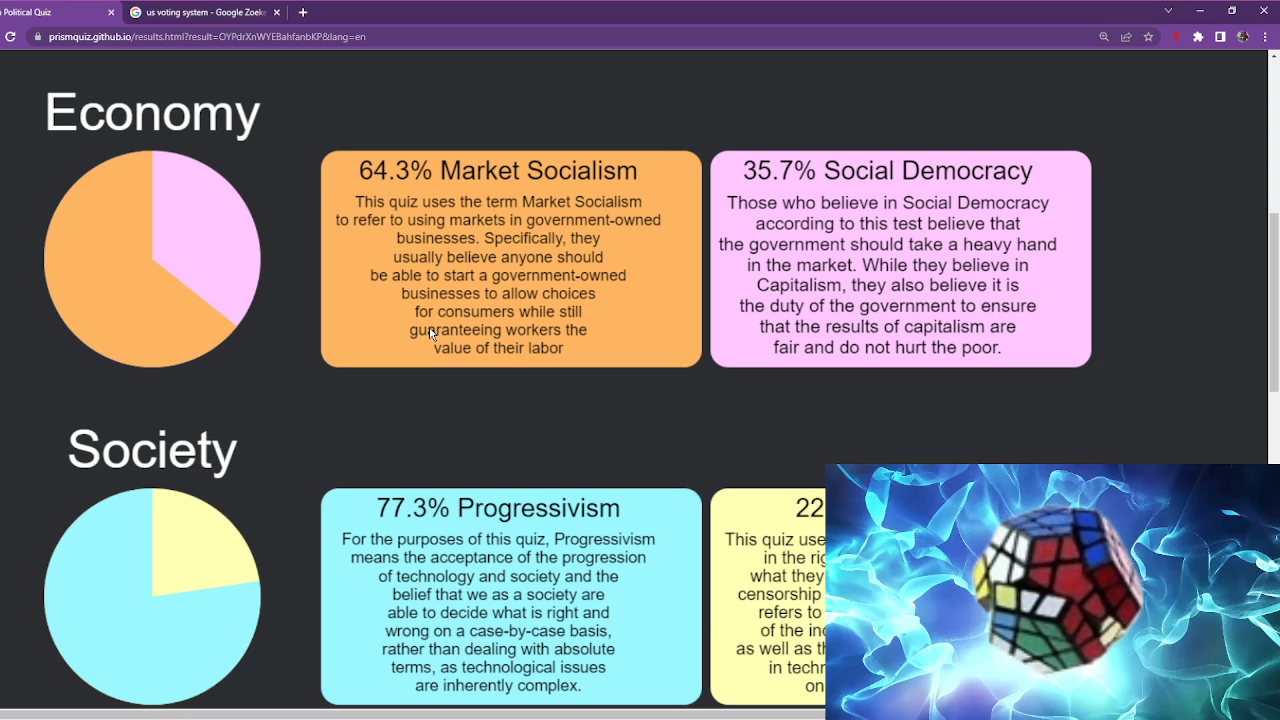 Political Quiz
us voting system - Google Zoeke
prismquiz.github.io/results.html?result=OYPdrXnWYEBahfanbKP&lang=en
Economy
64.3% Market Socialism
This quiz uses the term Market Socialism
to refer to using markets in government-owned
businesses. Specifically, they
usually believe anyone should
be able to start a government-owned
businesses to allow choices
for consumers while still
guaranteeing workers the
value of their labor
35.7% Social Democracy
Those who believe in Social Democracy
according to this test believe that
the government should take a heavy hand
in the market. While they believe in
Capitalism, they also believe it is
the duty of the government to ensure
that the results of capitalism are
fair and do not hurt the poor.
Society
77.3% Progressivism
For the purposes of this quiz, Progressivism
means the acceptance of the progression
of technology and society and the
belief that we as a society are
able to decide what is right and
wrong on a case-by-case basis,
rather than dealing with absolute
terms, as technological issues
are inherently complex.
22
This quiz use
in the rig
what they
censorship
refers to
of the inc
as well as th
in techn
on